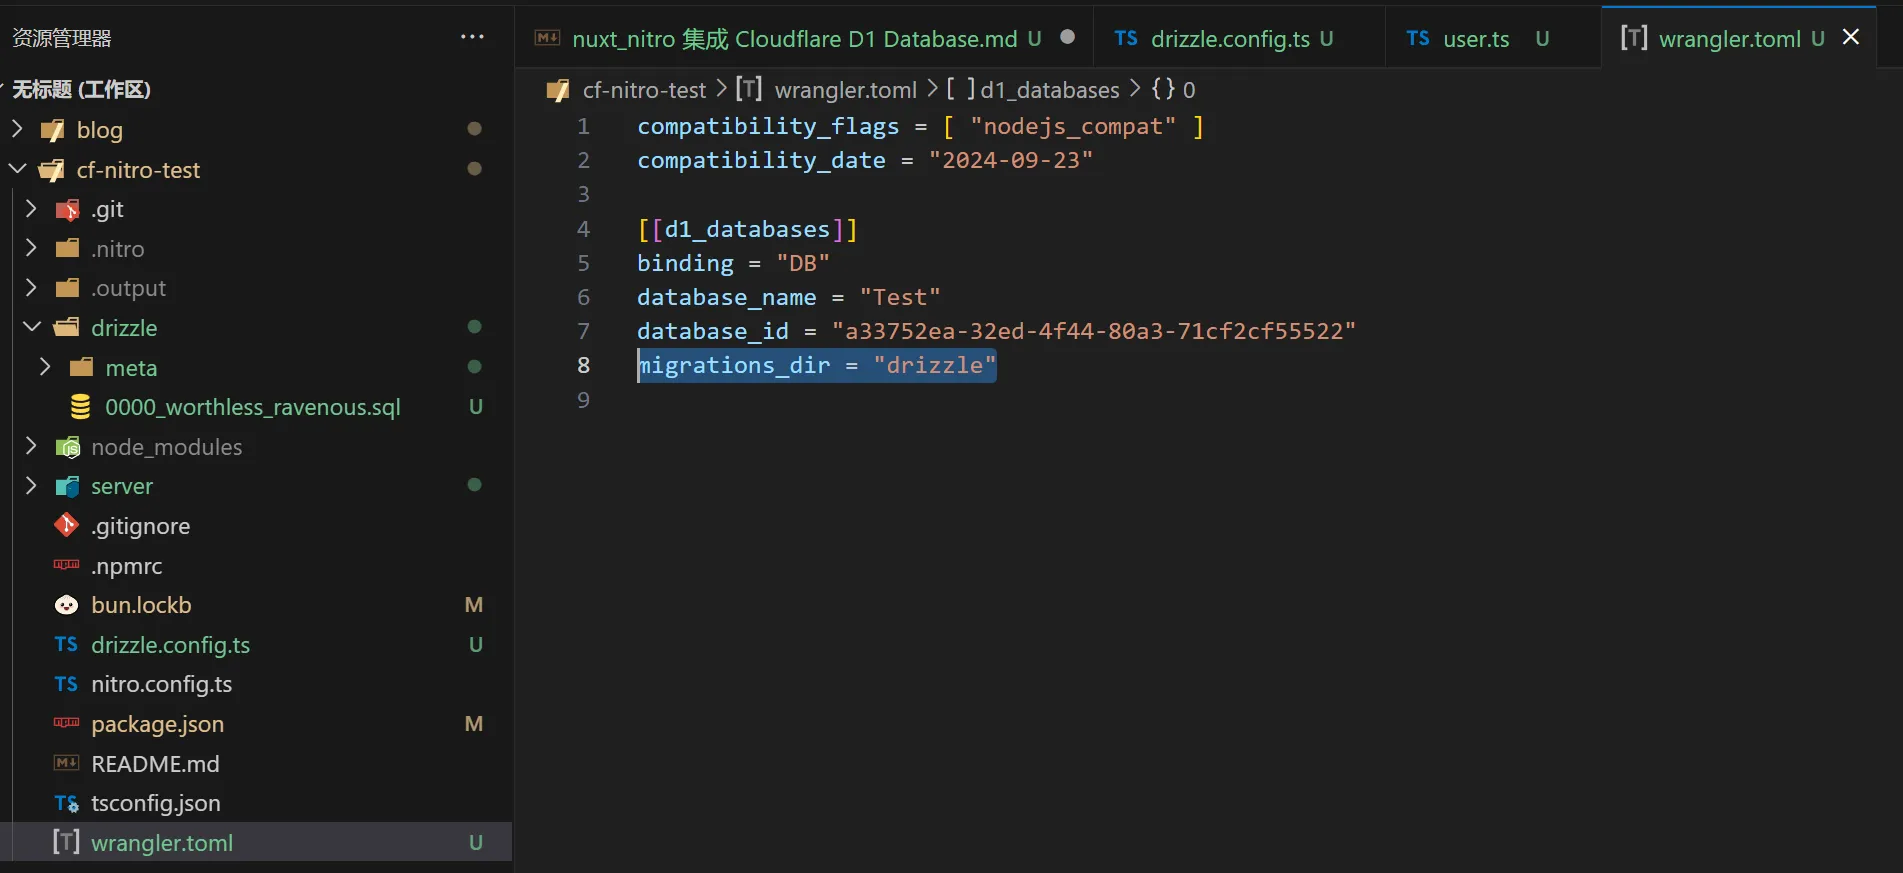 资源管理器
无标题 (工作区)
blog
cf-nitro-test
.git
.nitro
.output
drizzle
meta
0000_worthless_ravenous.sql U
node_modules
server
.gitignore
.npmrc
bun.lockb M
TS drizzle.config.ts U
TS nitro.config.ts
package.json M
README.md
TS tsconfig.json
[T] wrangler.toml U
M↓ nuxt_nitro 集成 Cloudflare D1 Database.md U
TS drizzle.config.ts U
TS user.ts U
[T] wrangler.toml U
cf-nitro-test > [T] wrangler.toml > [ ] d1_databases > {} 0
1 compatibility_flags = [ "nodejs_compat" ]
2 compatibility_date = "2024-09-23"
3
4 [[d1_databases]]
5 binding = "DB"
6 database_name = "Test"
7 database_id = "a33752ea-32ed-4f44-80a3-71cf2cf55522"
8 migrations_dir = "drizzle"
9